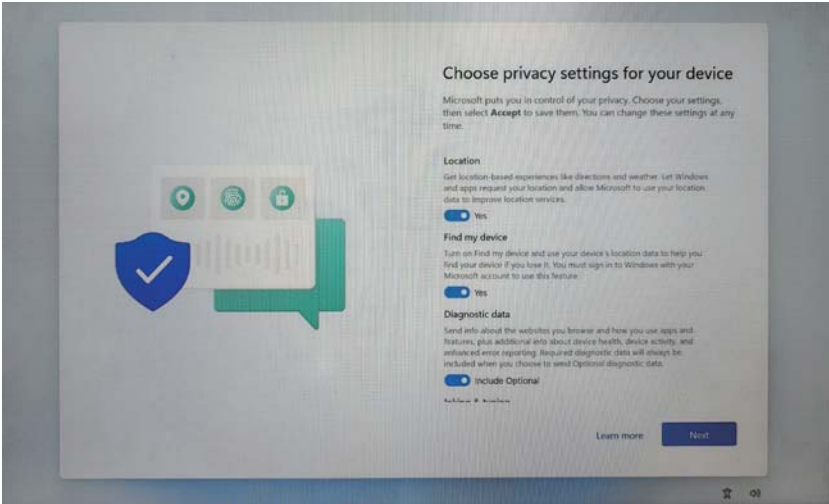 Choose privacy settings for your device
Microsoft puts you in control of your privacy. Choose your settings,
then select Accept to save them. You can change these settings at any
time.
Location
Get location-based experiences like directions and weather. Let Windows
and apps request your location and allow Microsoft to use your location
data to improve location services.
Yes
Find my device
Turn on Find my device and use your device's location data to help you
find your device if you lose it. You must sign in to Windows with your
Microsoft account to use this feature.
Yes
Diagnostic data
Send info about the websites you browse and how you use apps and
features, plus additional info about device health, device activity, and
enhanced error reporting. Required diagnostic data will always be
included when you choose to send Optional diagnostic data.
Include Optional
Learn more
Next